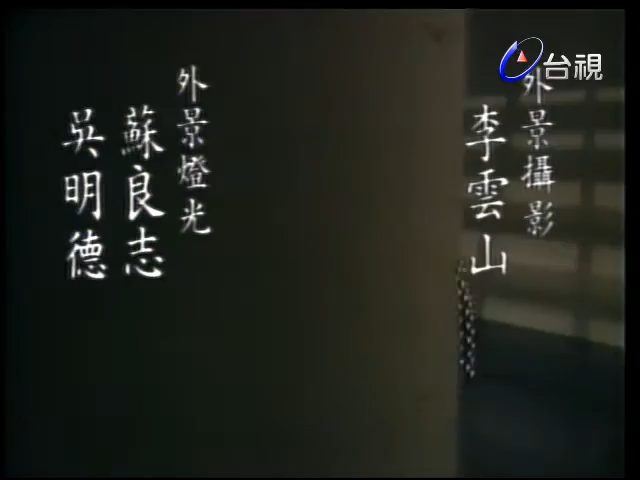 台視
外景攝影
李雲山
外景燈光
蘇良志
吳明德